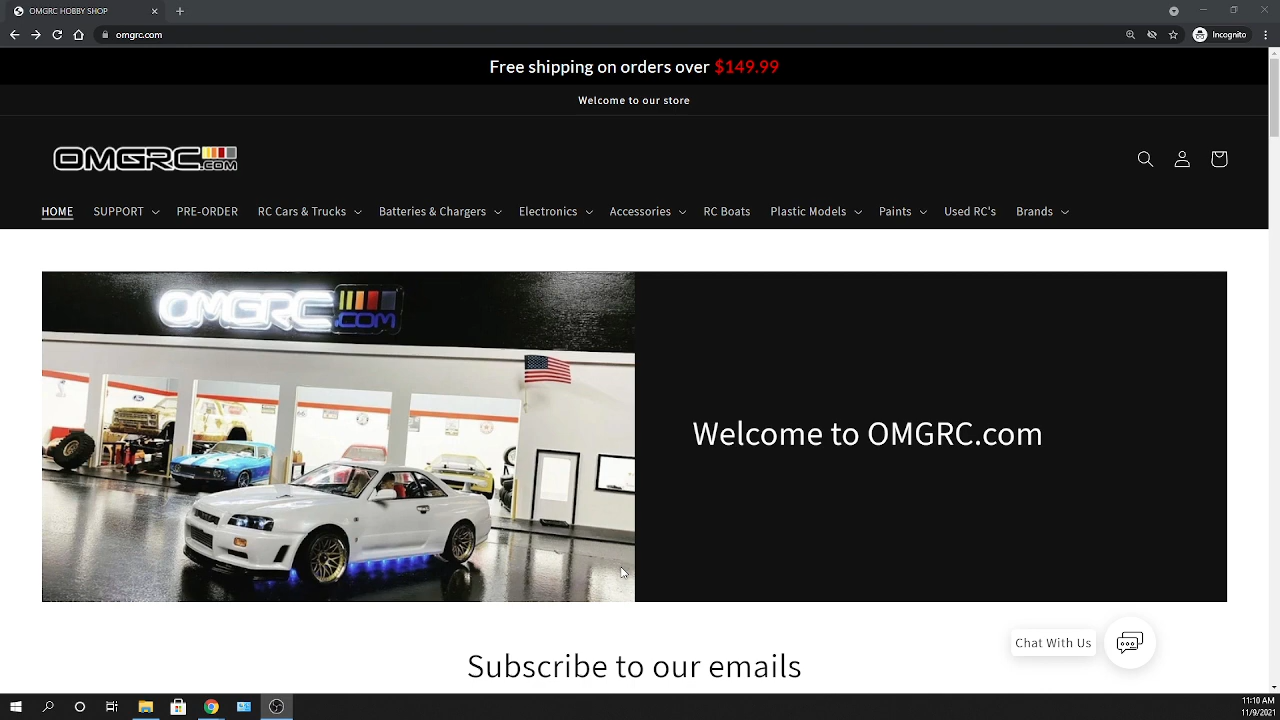 OMGRC HOBBY SHOP
omgrc.com
Incognito
Free shipping on orders over $149.99
Welcome to our store
OMGRC.COM
HOME SUPPORT PRE-ORDER RC Cars & Trucks Batteries & Chargers Electronics Accessories RC Boats Plastic Models Paints Used RC's Brands
OMGRC.COM
Welcome to OMGRC.com
Chat With Us
Subscribe to our emails
11:10 AM
11/9/2021